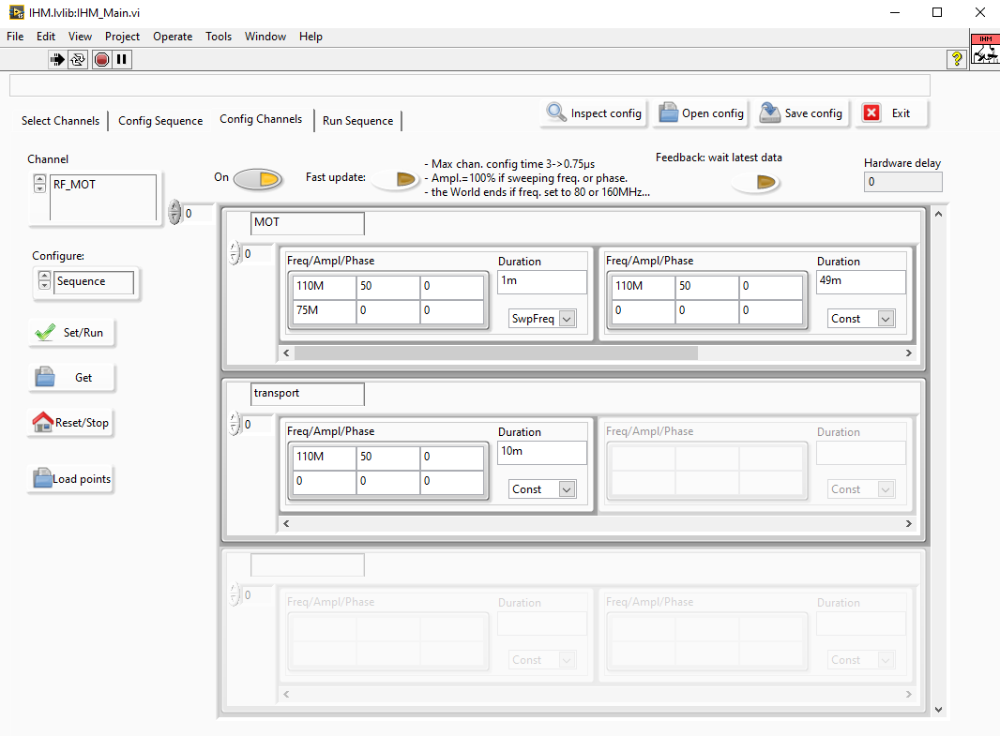 IHM.lvlib:IHM_Main.vi
File Edit View Project Operate Tools Window Help
IHM
Select Channels Config Sequence Config Channels Run Sequence
Inspect config Open config Save config Exit
Channel
RF_MOT
0
On
Fast update:
- Max chan. config time 3->0.75µs
- Ampl.=100% if sweeping freq. or phase.
- the World ends if freq. set to 80 or 160MHz...
Feedback: wait latest data
Hardware delay
0
Configure:
Sequence
Set/Run
Get
Reset/Stop
Load points
MOT
0
Freq/Ampl/Phase Duration
110M 50 0 1m
75M 0 0 SwpFreq
Freq/Ampl/Phase Duration
110M 50 0 49m
0 0 0 Const
transport
0
Freq/Ampl/Phase Duration
110M 50 0 10m
0 0 0 Const
Freq/Ampl/Phase Duration
Const
0
Freq/Ampl/Phase Duration
Const
Freq/Ampl/Phase Duration
Const